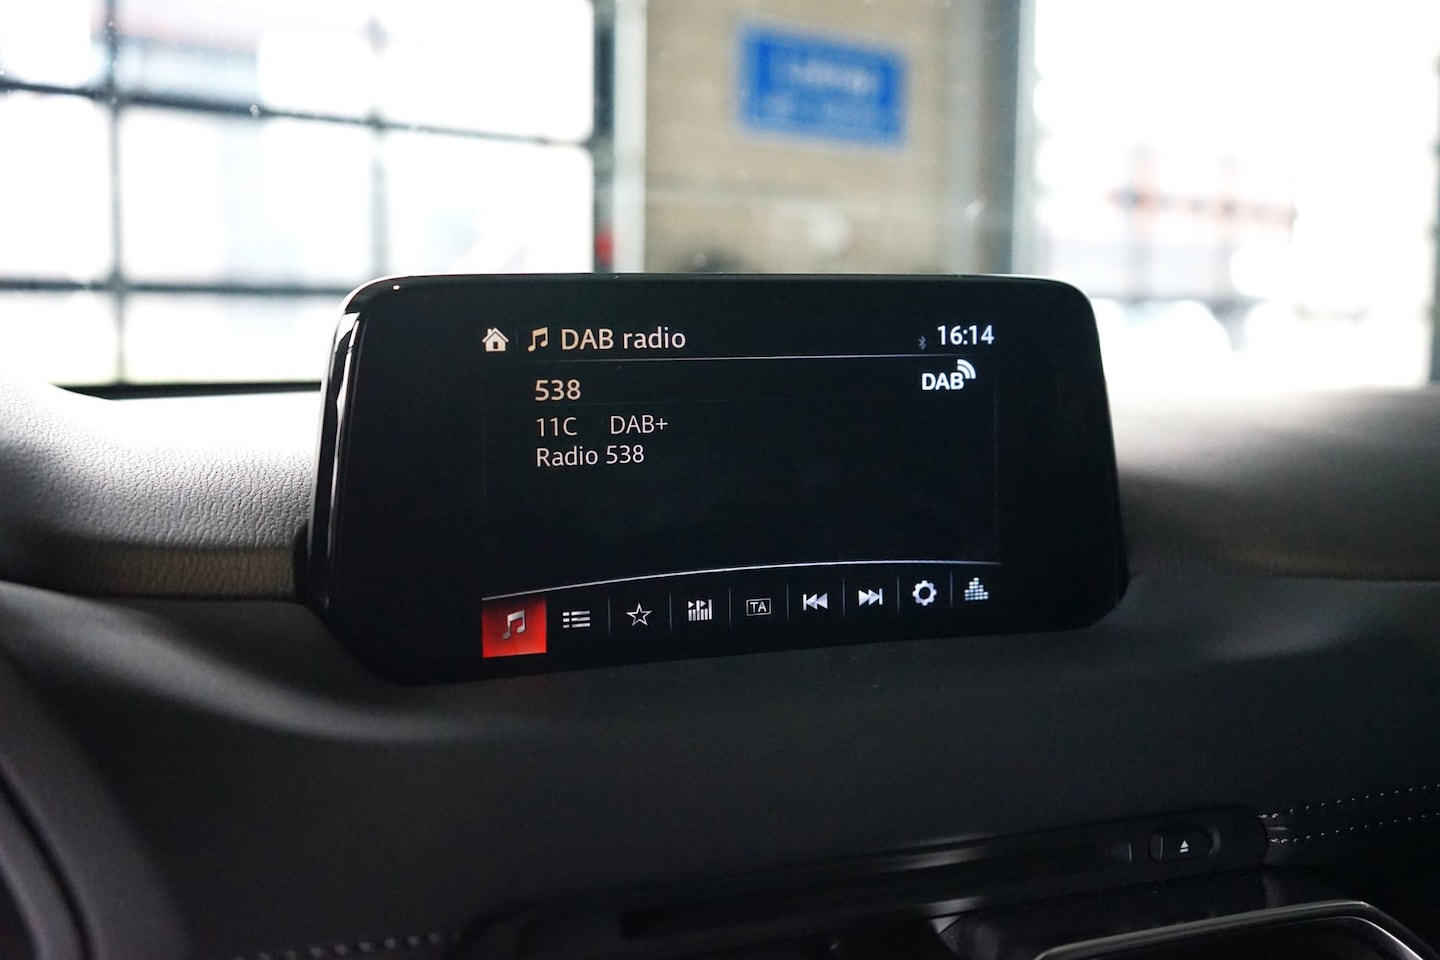 DAB radio
16:14
538
DAB
11C DAB+
Radio 538
TA